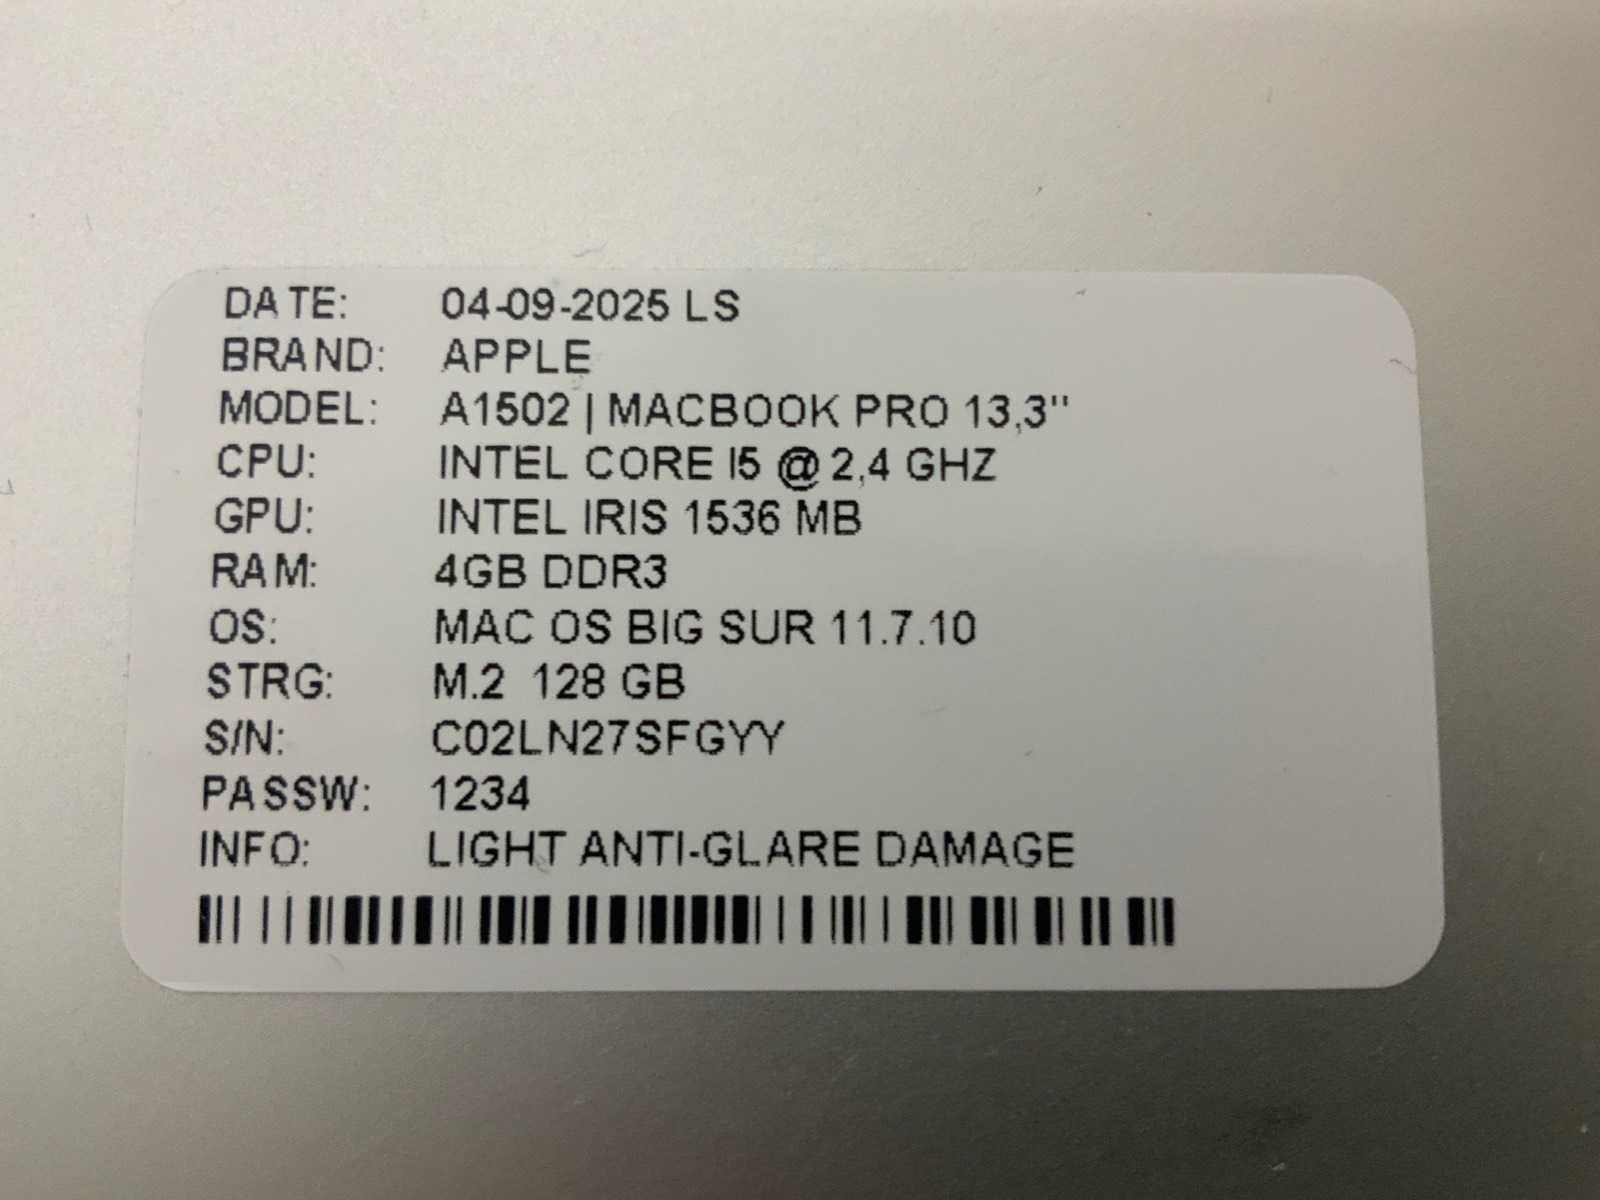 DATE: 04-09-2025 LS
BRAND: APPLE
MODEL: A1502 | MACBOOK PRO 13,3"
CPU: INTEL CORE I5 @ 2,4 GHZ
GPU: INTEL IRIS 1536 MB
RAM: 4GB DDR3
OS: MAC OS BIG SUR 11.7.10
STRG: M.2 128 GB
S/N: C02LN27SFGYY
PASSW: 1234
INFO: LIGHT ANTI-GLARE DAMAGE